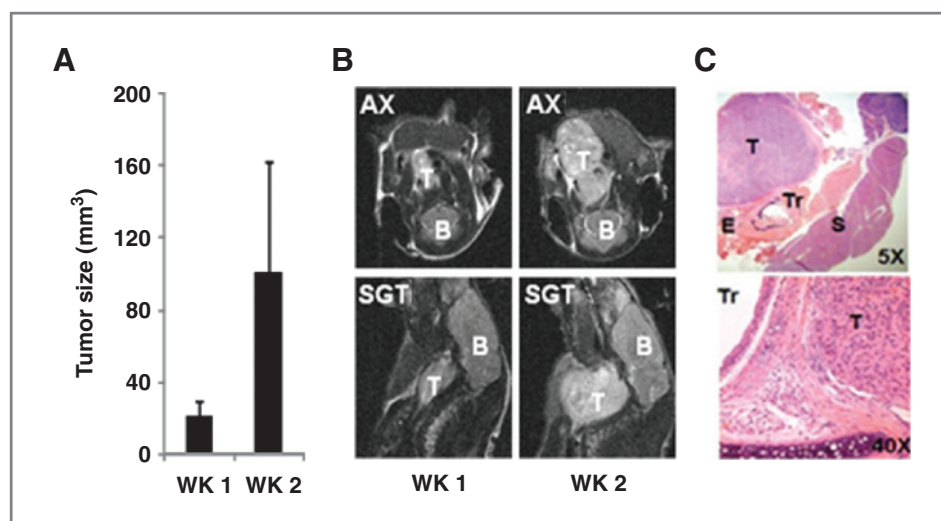 A
200
160
120
80
40
0
Tumor size (mm³)
WK 1 WK 2
B
AX
T
B
AX
T
B
SGT
B
T
SGT
B
T
WK 1 WK 2
C
T
Tr
E
S
5X
Tr
T
40X